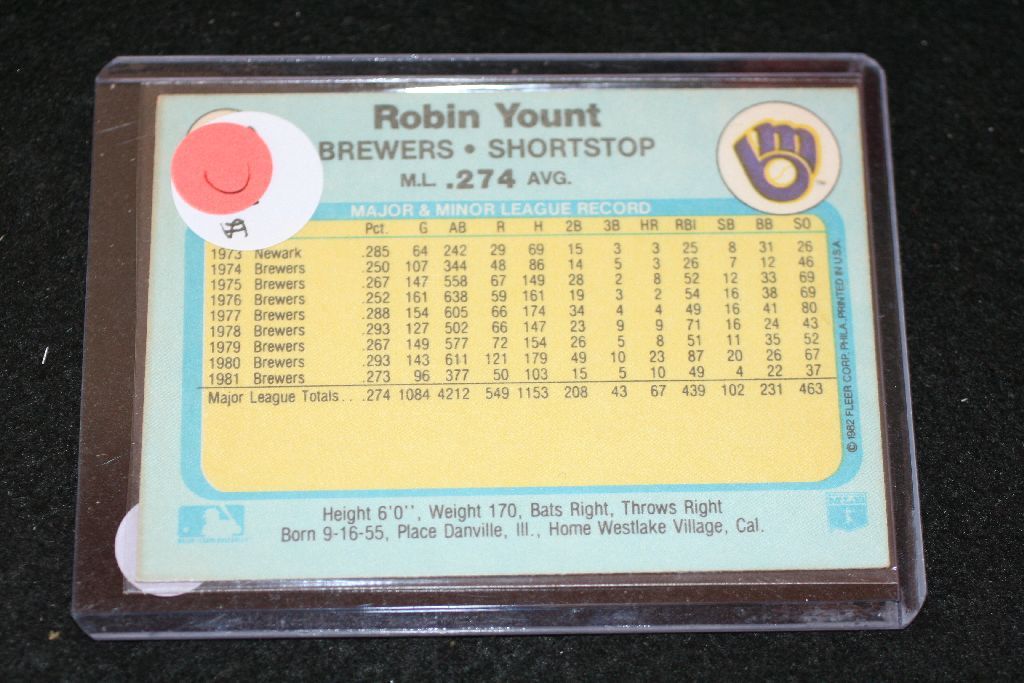 Robin Yount
BREWERS • SHORTSTOP
M.L. .274 AVG.
MAJOR & MINOR LEAGUE RECORD
Pct. G AB R H 2B 3B HR RBI SB BB SO
1973 Newark .285 64 242 29 69 15 3 3 25 8 31 26
1974 Brewers .250 107 344 48 86 14 5 3 26 7 12 46
1975 Brewers .267 147 558 67 149 28 2 8 52 12 33 69
1976 Brewers .252 161 638 59 161 19 3 2 54 16 38 69
1977 Brewers .288 154 605 66 174 34 4 4 49 16 41 80
1978 Brewers .293 127 502 66 147 23 9 9 71 16 24 43
1979 Brewers .267 149 577 72 154 26 5 8 51 11 35 52
1980 Brewers .293 143 611 121 179 49 10 23 87 20 26 67
1981 Brewers .273 96 377 50 103 15 5 10 49 4 22 37
Major League Totals . . .274 1084 4212 549 1153 208 43 67 439 102 231 463
© 1982 FLEER CORP. PHILA. PRINTED IN U.S.A.
Height 6'0'', Weight 170, Bats Right, Throws Right
Born 9-16-55, Place Danville, Ill., Home Westlake Village, Cal.